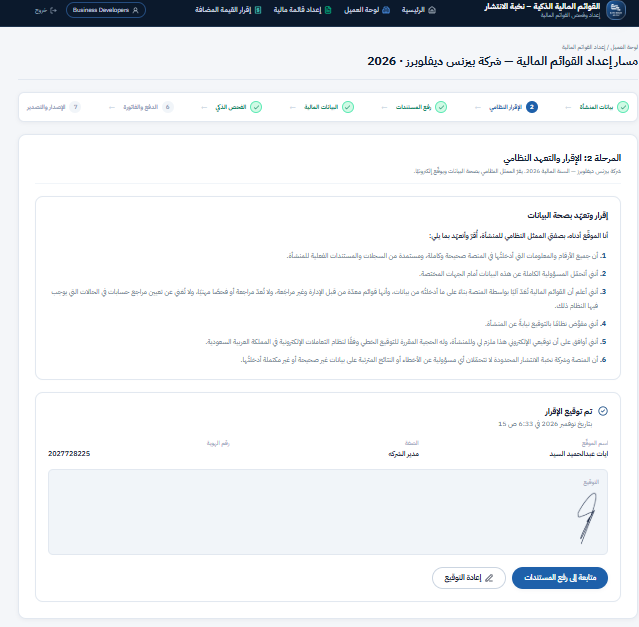 القوائم المالية الذكية – نخبة الانتشار
إعداد وفحص القوائم المالية
الرئيسية
لوحة العميل
إعداد قائمة مالية
إقرار القيمة المضافة
Business Developers
خروج
لوحة العميل / إعداد القوائم المالية
مسار إعداد القوائم المالية — شركة بيزنس ديفلوبرز · 2026
بيانات المنشأة
2 الإقرار النظامي
رفع المستندات
البيانات المالية
الفحص الذكي
6 الدفع والفاتورة
7 الإصدار والتصدير
المرحلة 2: الإقرار والتعهد النظامي
شركة بيزنس ديفلوبرز — السنة المالية 2026. يقرّ الممثل النظامي بصحة البيانات ويوقّع إلكترونيًا.
إقرار وتعهّد بصحة البيانات
أنا الموقّع أدناه، بصفتي الممثل النظامي للمنشأة، أُقرّ وأتعهّد بما يلي:
1. أن جميع الأرقام والمعلومات التي أدخلتُها في المنصة صحيحة وكاملة، ومستمدة من السجلات والمستندات الفعلية للمنشأة.
2. أنني أتحمّل المسؤولية الكاملة عن هذه البيانات أمام الجهات المختصة.
3. أنني أعلم أن القوائم المالية تُعدّ آليًا بواسطة المنصة بناءً على ما أدخلتُه من بيانات، وأنها قوائم معدّة من قبل الإدارة وغير مراجعة، ولا تُعدّ مراجعة أو فحصًا مهنيًا، ولا تُغني عن تعيين مراجع حسابات في الحالات التي يوجب
فيها النظام ذلك.
4. أنني مفوّض نظامًا بالتوقيع نيابةً عن المنشأة.
5. أنني أوافق على أن توقيعي الإلكتروني هذا ملزم لي وللمنشأة، وله الحجية المقررة للتوقيع الخطي وفقًا لنظام التعاملات الإلكترونية في المملكة العربية السعودية.
6. أن المنصة وشركة نخبة الانتشار المحدودة لا تتحمّلان أي مسؤولية عن الأخطاء أو النتائج المترتبة على بيانات غير صحيحة أو غير مكتملة أدخلتُها.
تم توقيع الإقرار
بتاريخ نوفمبر 2026 في 6:33 ص 15
اسم الموقّع
ايات عبدالحميد السيد
الصفة
مدير الشركه
رقم الهوية
2027728225
التوقيع
متابعة إلى رفع المستندات
إعادة التوقيع